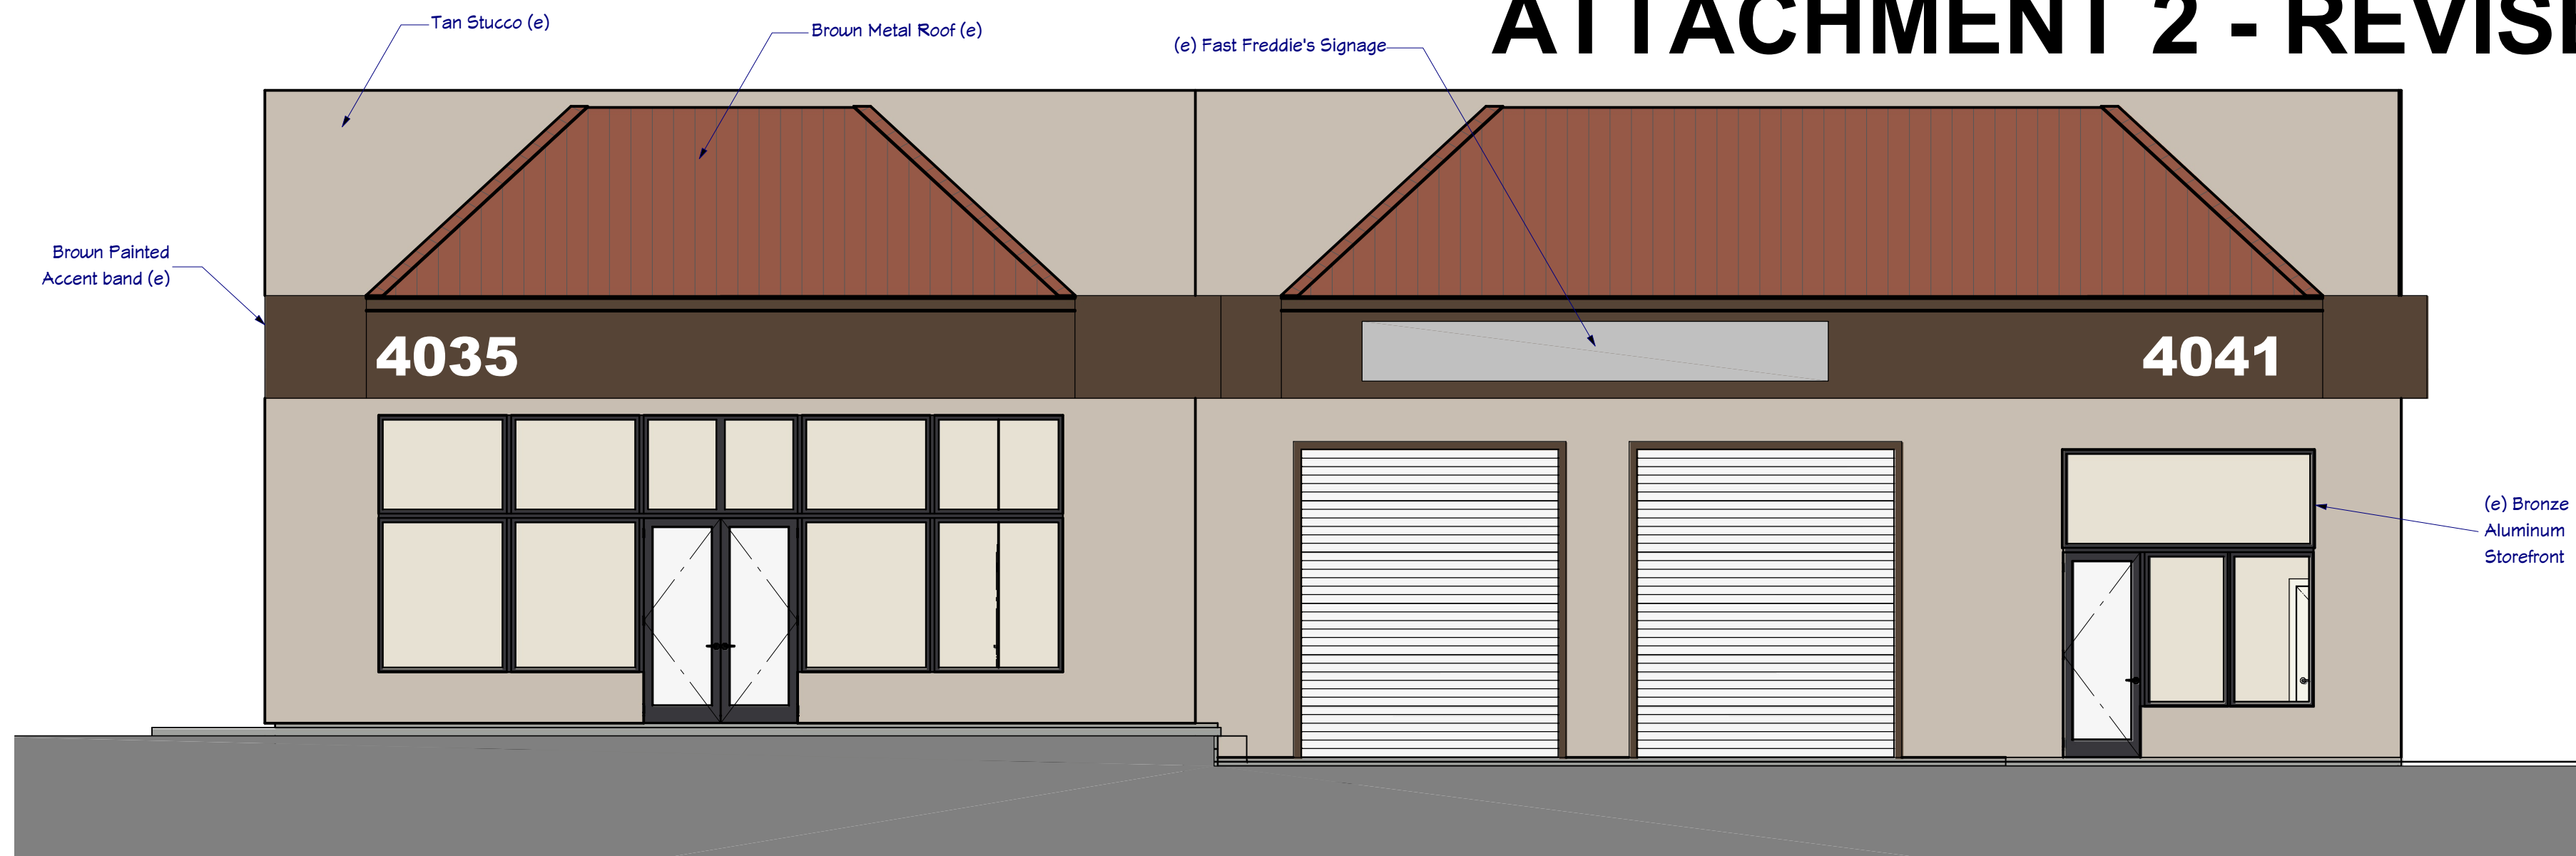 ATTACHMENT 2 - REVIS
Tan Stucco (e)
Brown Metal Roof (e)
(e) Fast Freddie's Signage
Brown Painted
Accent band (e)
4035
4041
(e) Bronze
Aluminum
Storefront